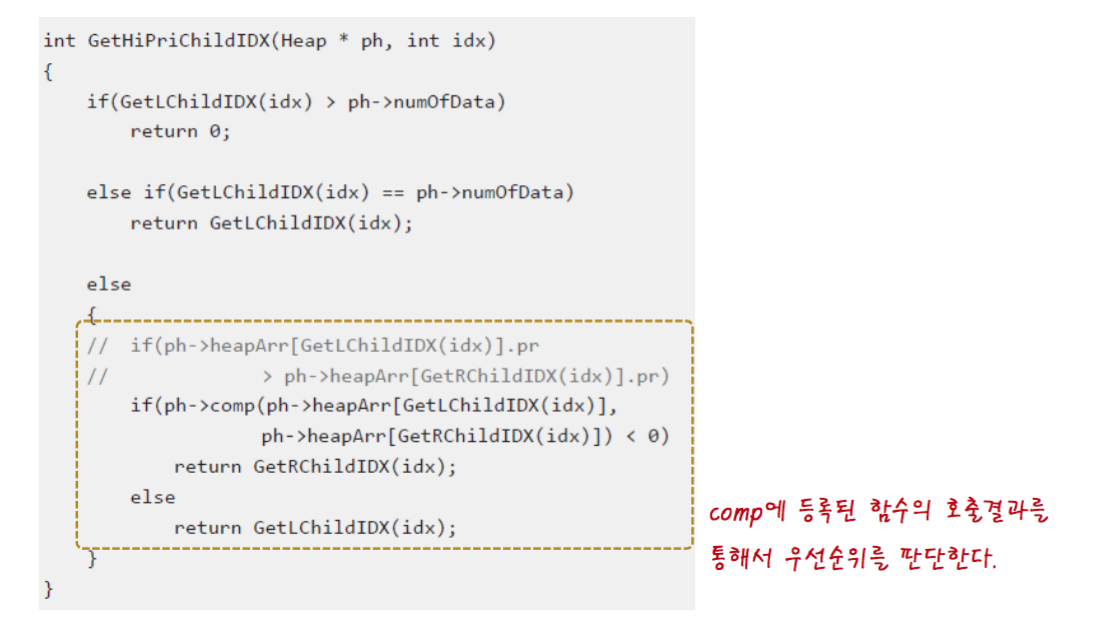 int GetHiPriChildIDX(Heap * ph, int idx)
{
    if(GetLChildIDX(idx) > ph->numOfData)
        return 0;

    else if(GetLChildIDX(idx) == ph->numOfData)
        return GetLChildIDX(idx);

    else
    {
//  if(ph->heapArr[GetLChildIDX(idx)].pr
//              > ph->heapArr[GetRChildIDX(idx)].pr)
        if(ph->comp(ph->heapArr[GetLChildIDX(idx)],
                    ph->heapArr[GetRChildIDX(idx)]) < 0)
            return GetRChildIDX(idx);
        else
            return GetLChildIDX(idx);
    }
}
comp에 등록된 함수의 호출결과를
통해서 우선순위를 판단한다.